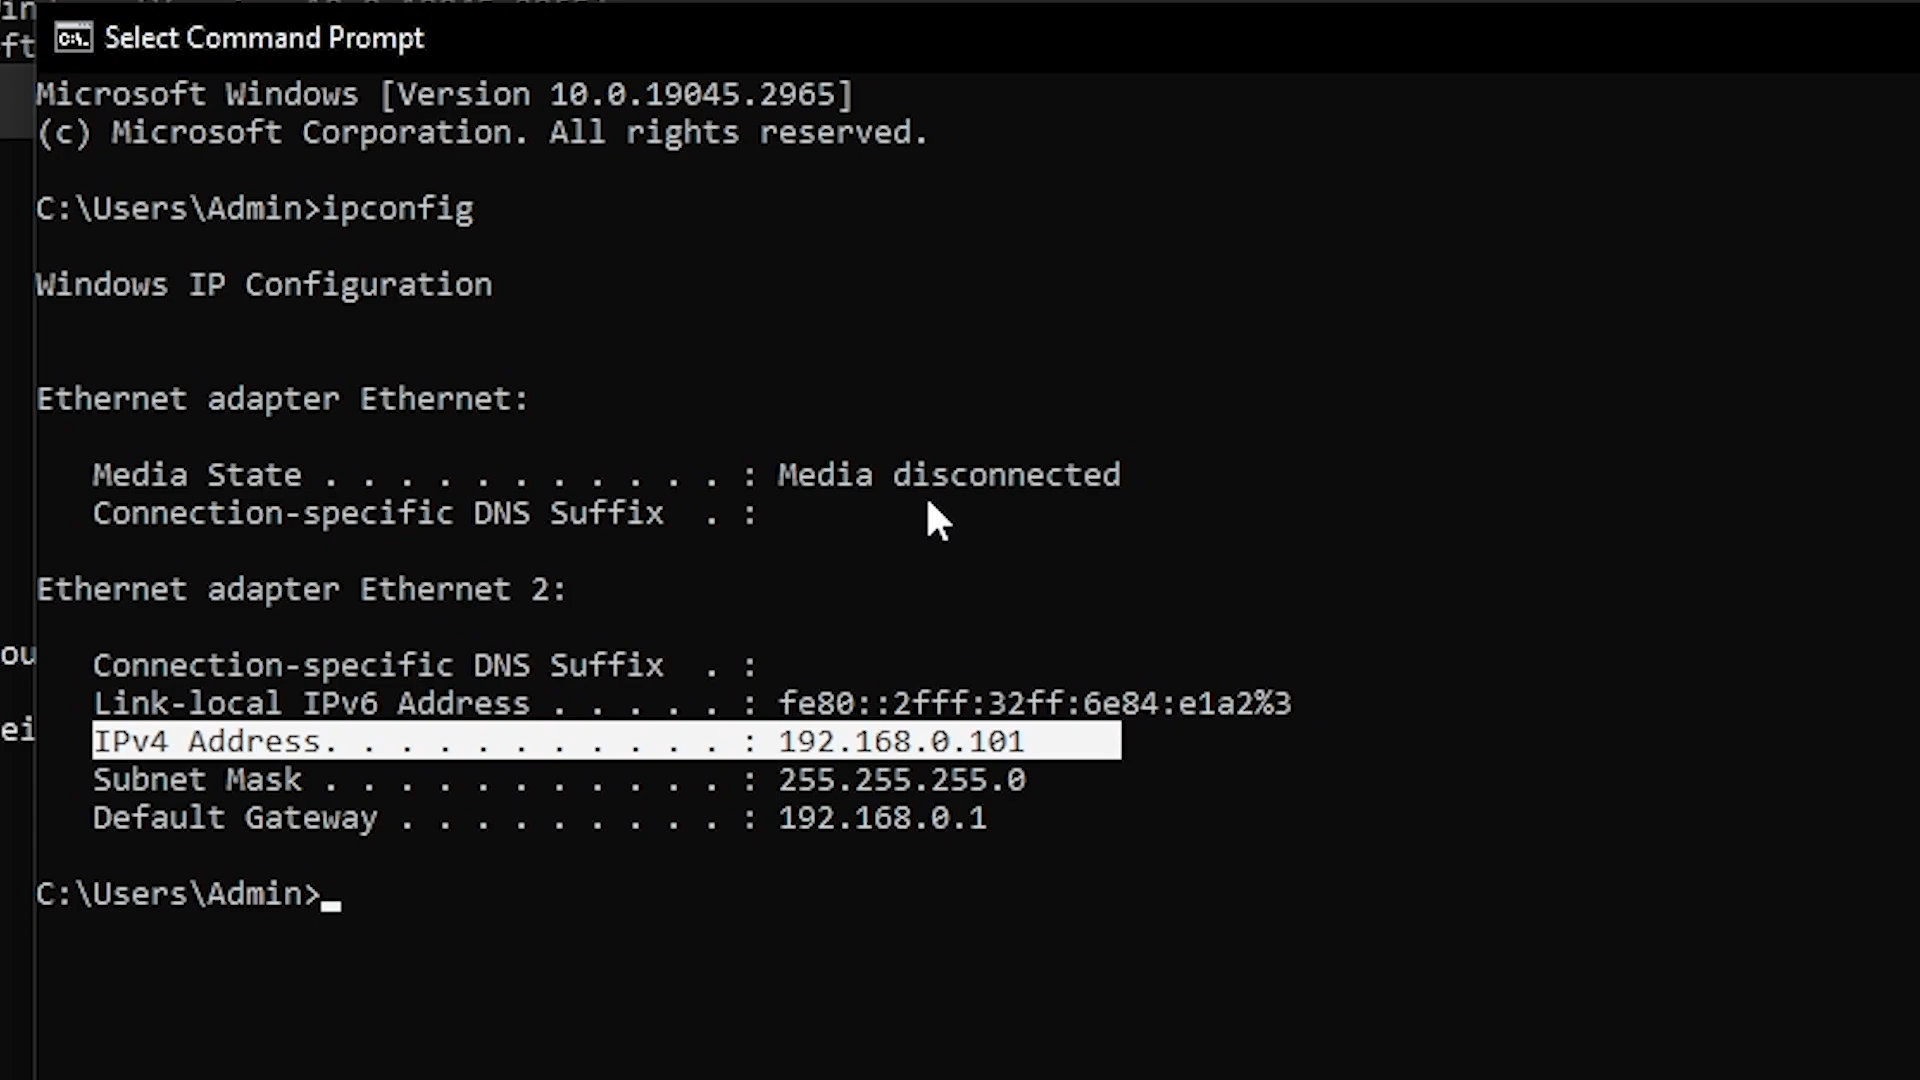 Select Command Prompt
Microsoft Windows [Version 10.0.19045.2965]
(c) Microsoft Corporation. All rights reserved.
C:\Users\Admin>ipconfig
Windows IP Configuration
Ethernet adapter Ethernet:
Media State . . . . . . . . . . . : Media disconnected
Connection-specific DNS Suffix  . :
Ethernet adapter Ethernet 2:
Connection-specific DNS Suffix  . :
Link-local IPv6 Address . . . . . : fe80::2fff:32ff:6e84:e1a2%3
IPv4 Address. . . . . . . . . . . : 192.168.0.101
Subnet Mask . . . . . . . . . . . : 255.255.255.0
Default Gateway . . . . . . . . . : 192.168.0.1
C:\Users\Admin>